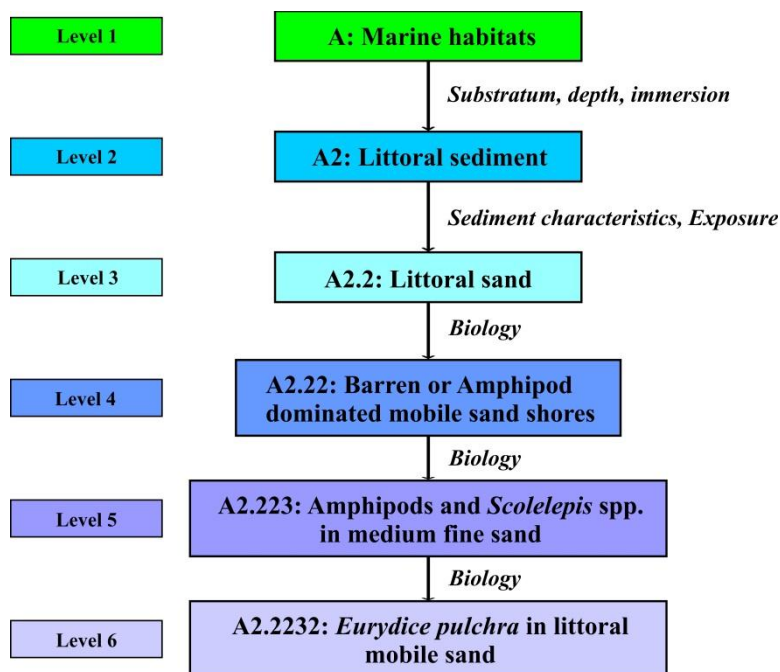 Level 1
A: Marine habitats
Substratum, depth, immersion
Level 2
A2: Littoral sediment
Sediment characteristics, Exposure
Level 3
A2.2: Littoral sand
Biology
Level 4
A2.22: Barren or Amphipod
dominated mobile sand shores
Biology
Level 5
A2.223: Amphipods and Scolelepis spp.
in medium fine sand
Biology
Level 6
A2.2232: Eurydice pulchra in littoral
mobile sand